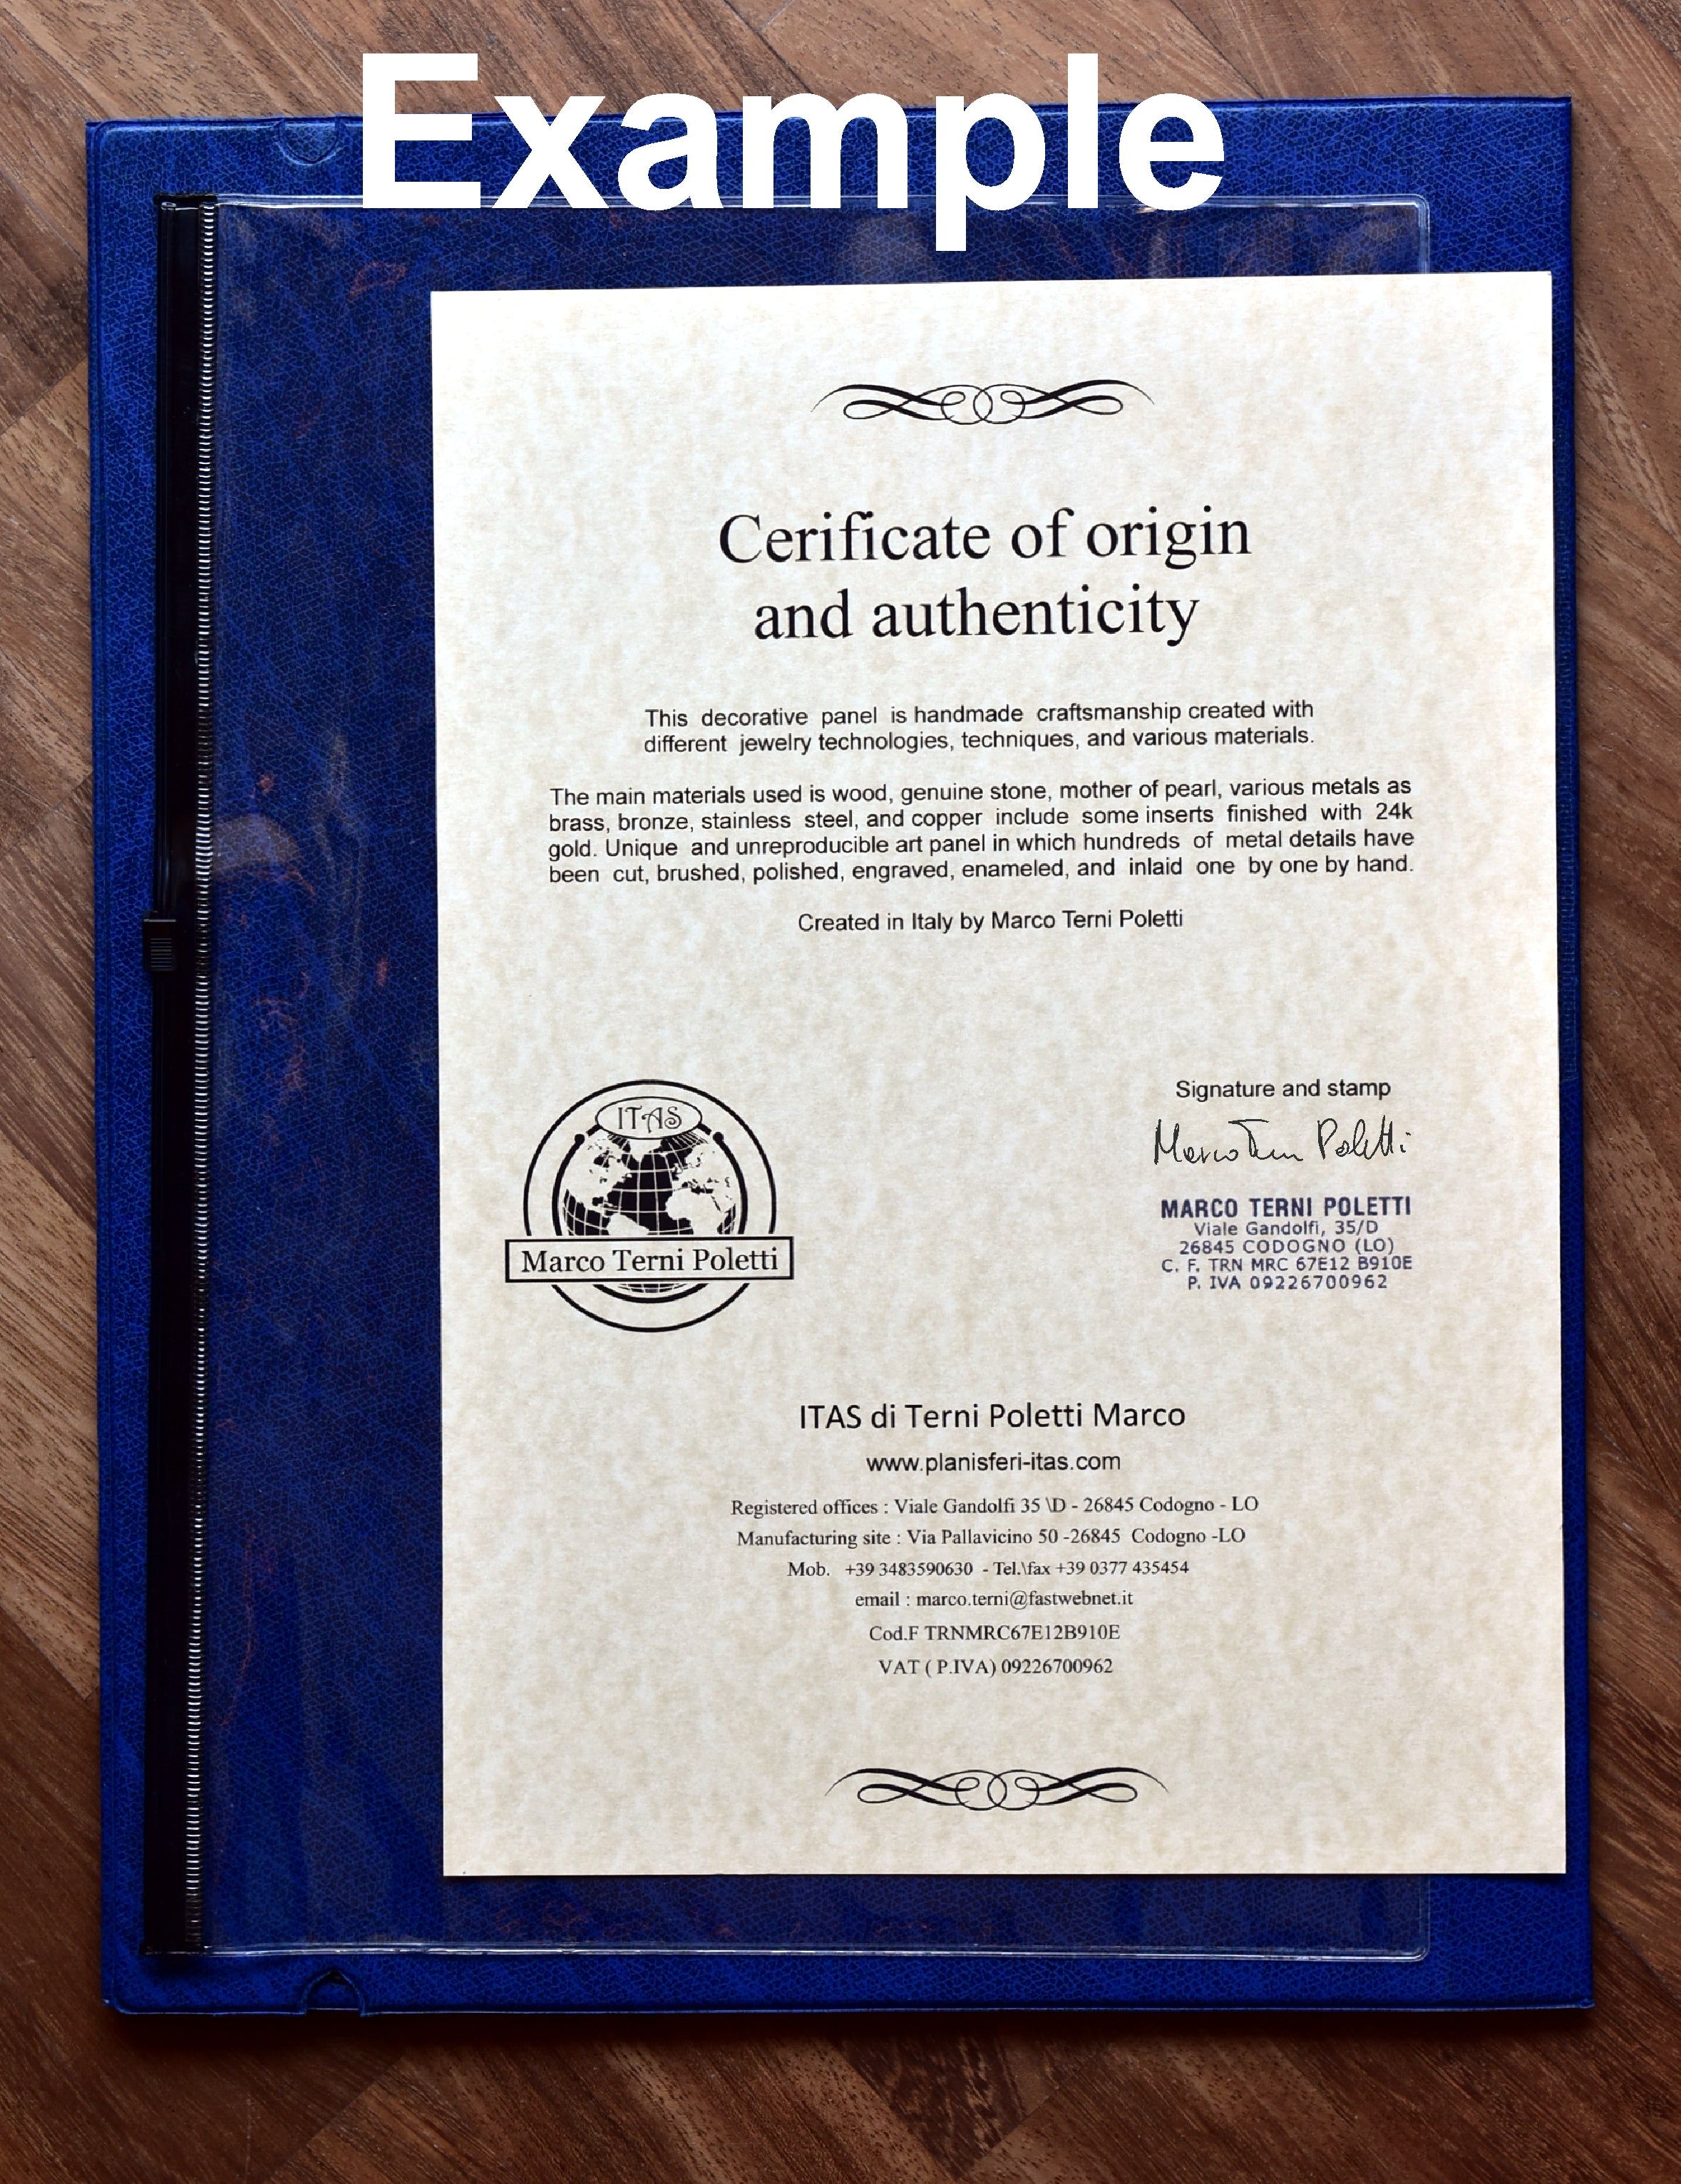 Example
Cerificate of origin
and authenticity
This decorative panel is handmade craftsmanship created with
different jewelry technologies, techniques, and various materials.
The main materials used is wood, genuine stone, mother of pearl, various metals as
brass, bronze, stainless steel, and copper include some inserts finished with 24k
gold. Unique and unreproducible art panel in which hundreds of metal details have
been cut, brushed, polished, engraved, enameled, and inlaid one by one by hand.
Created in Italy by Marco Terni Poletti
ITAS
Marco Terni Poletti
Signature and stamp
Marco Terni Poletti
MARCO TERNI POLETTI
Viale Gandolfi, 35/D
26845 CODOGNO (LO)
C. F. TRN MRC 67E12 B910E
P. IVA 09226700962
ITAS di Terni Poletti Marco
www.planisferi-itas.com
Registered offices : Viale Gandolfi 35 \D - 26845 Codogno - LO
Manufacturing site : Via Pallavicino 50 -26845 Codogno -LO
Mob. +39 3483590630 - Tel.\fax +39 0377 435454
email : marco.terni@fastwebnet.it
Cod.F TRNMRC67E12B910E
VAT ( P.IVA) 09226700962